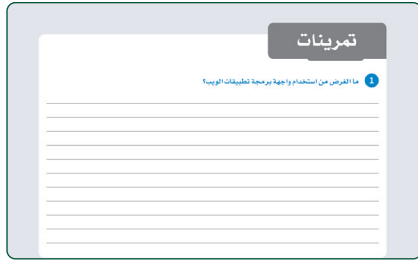 تمرينات
1 ما الغرض من استخدام واجهة برمجة تطبيقات الويب؟